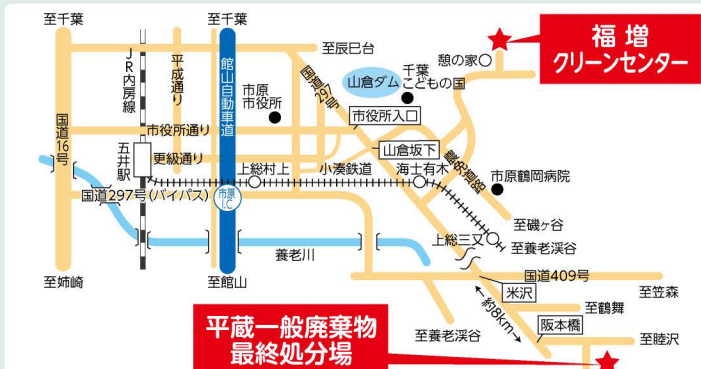 至千葉
至千葉
至辰巳台
憩の家
福増
クリーンセンター
JR内房線
平成通り
館山自動車道
国道297号
山倉ダム
千葉
こどもの国
市原
市役所
市役所入口
国道16号
市役所通り
山倉坂下
農免道路
五井駅
更級通り
上総村上
小湊鉄道
海士有木
市原鶴岡病院
国道297号(バイパス)
市原
I.C
至磯ヶ谷
上総三又
至養老渓谷
養老川
国道409号
至姉崎
至館山
米沢
至笠森
約8km
至鶴舞
平蔵一般廃棄物
最終処分場
至養老渓谷
阪本橋
至睦沢